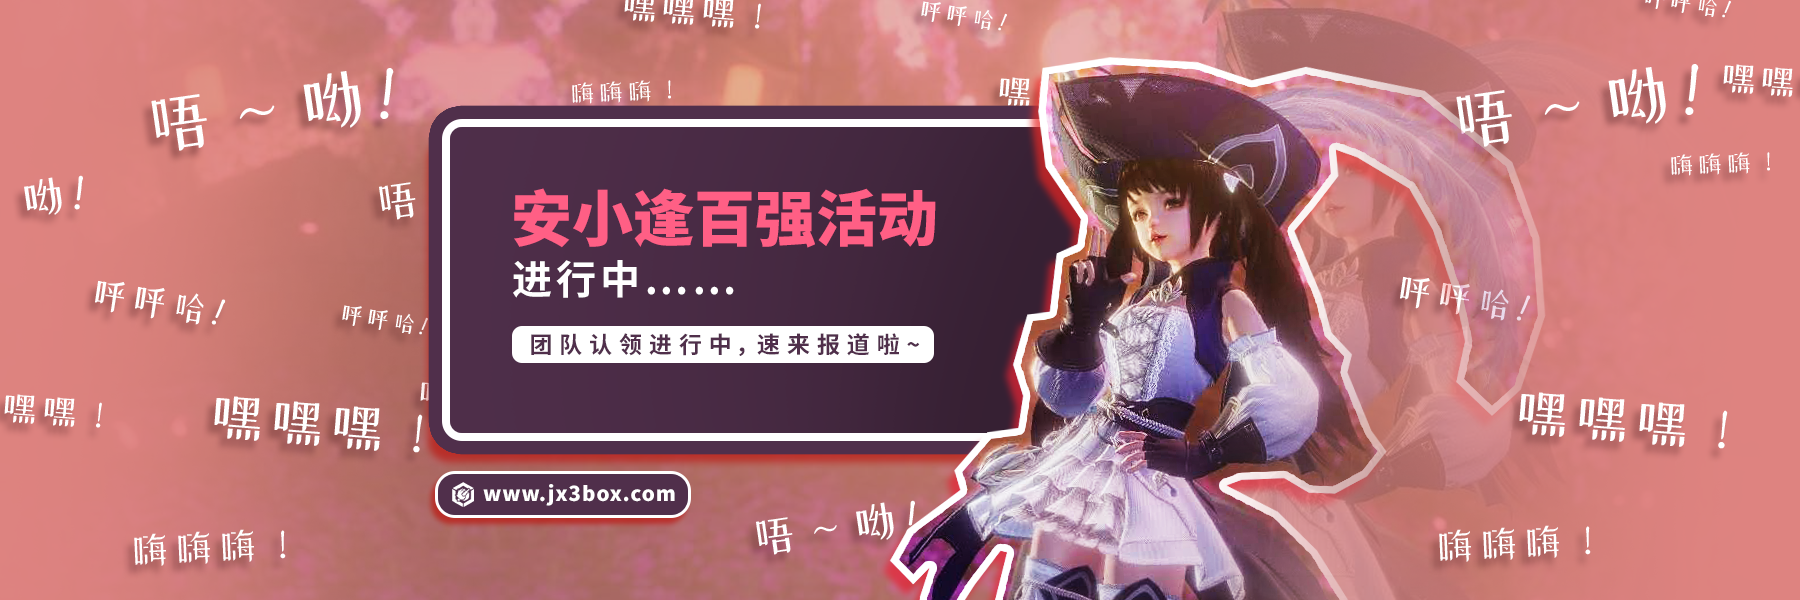 嘿嘿嘿！
呼呼哈！
呼呼哈！
唔～呦！
嗨嗨嗨！
嘿
唔～呦！
嘿嘿
嗨嗨嗨！
呦！
唔
安小逢百强活动
进行中……
团队认领进行中，速来报道啦~
呼呼哈！
呼呼哈！
呼呼哈！
嘿嘿！
嘿嘿嘿！
嘿嘿嘿！
www.jx3box.com
唔～呦！
嗨嗨嗨！
嗨嗨嗨！